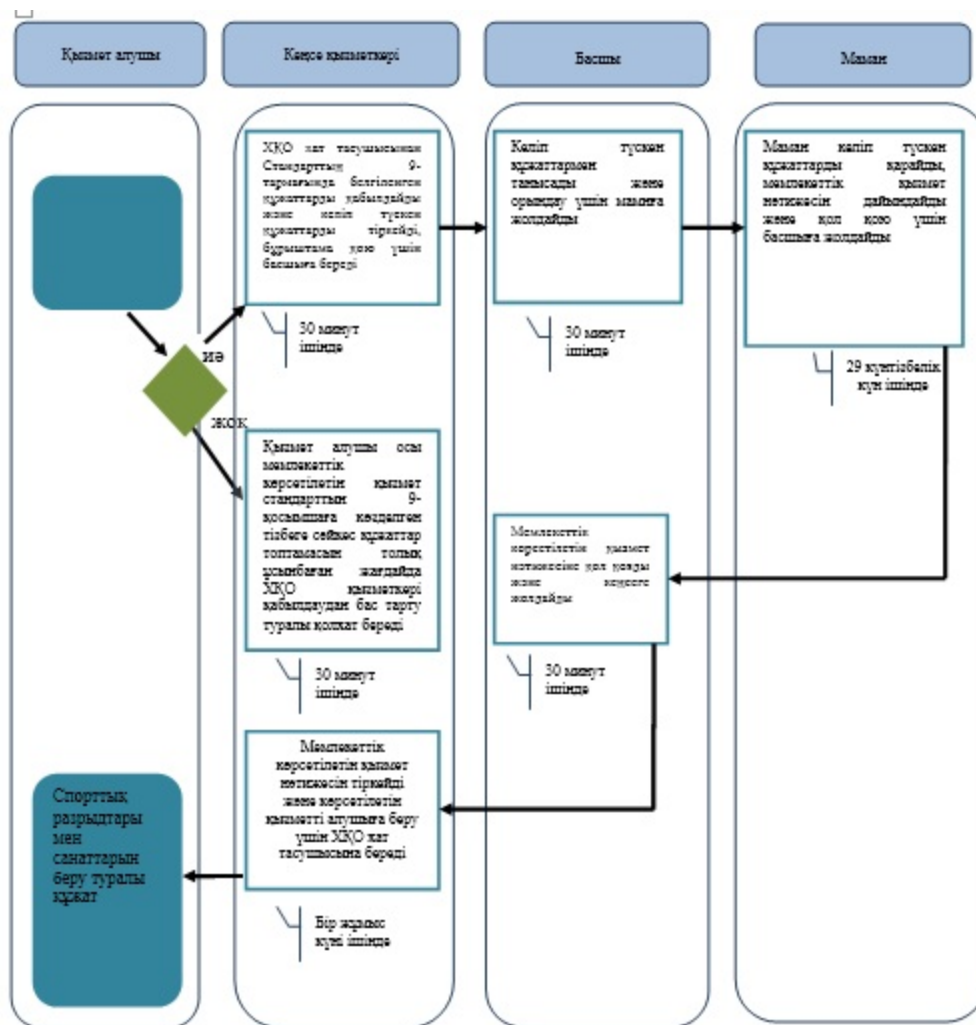 Қызмет алушы
Кеңсе қызметкері
Басшы
Маман
ХҚО хат тасушысынан
Стандарттың 9-
тармағында белгіленген
құжаттарды қабылдайды
және келіп түскен
құжаттарды тіркейді,
бұрыштама қою үшін
басшыға береді
30 минут
ішінде
Келіп түскен
құжаттармен
танысады және
орындау үшін мамнға
жолдайды
30 минут
ішінде
Маман келіп түскен
құжаттарды қарайды,
мемлекеттік қызмет
нәтижесін дайындайды
және қол қою үшін
басшыға жолдайды
29 күнтізбелік
күн ішінде
иә
жоқ
Қызмет алушы осы
мемлекеттік
көрсетілетін қызмет
стандарттын 9-
қосымшаға көзделген
тізбеге сәйкес құжаттар
топтамасын толық
ұсынбаған жағдайда
ХҚО қызметкері
қабылдаудан бас тарту
туралы қолхат береді
30 минут
ішінде
Мемлекеттік
көрсетілетін қызмет
нәтижесіне қол қояды
және кеңсеге
жолдайды
30 минут
ішінде
Мемлекеттік
көрсетілетін қызмет
нәтижесін тіркейді
және көрсетілетін
қызметті алушыға беру
үшін ХҚО хат
тасушысына береді
Бір жұмыс
күні ішінде
Спорттық
разрядтары
мен
санаттарын
беру туралы
құжат